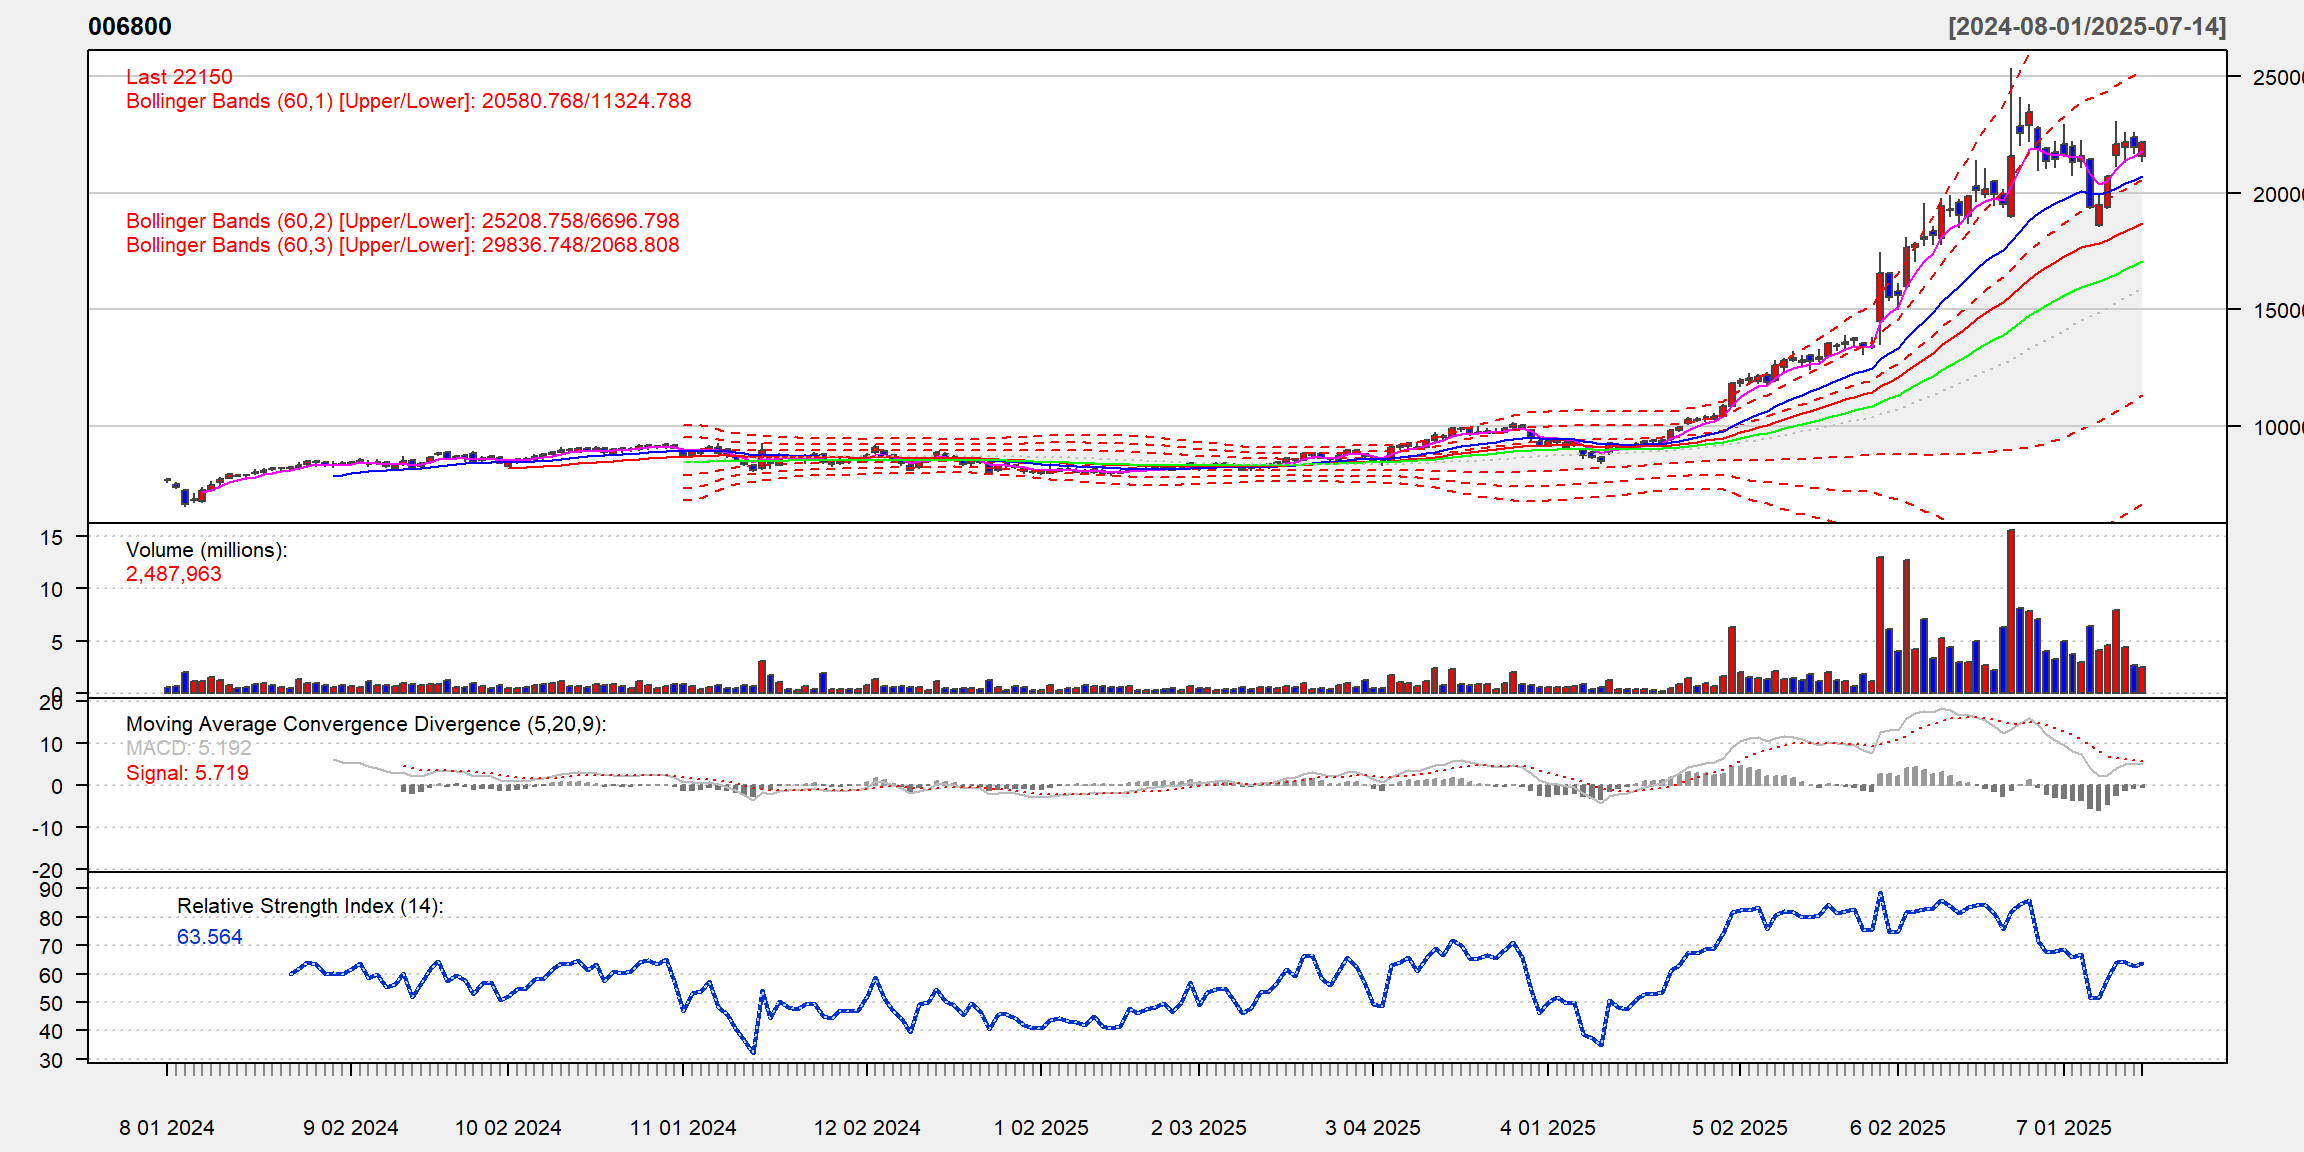 006800
[2024-08-01/2025-07-14]
Last 22150
Bollinger Bands (60,1) [Upper/Lower]: 20580.768/11324.788
Bollinger Bands (60,2) [Upper/Lower]: 25208.758/6696.798
Bollinger Bands (60,3) [Upper/Lower]: 29836.748/2068.808
25000
20000
15000
10000
Volume (millions):
2,487,963
15
10
5
0
Moving Average Convergence Divergence (5,20,9):
MACD: 5.192
Signal: 5.719
20
10
0
-10
-20
Relative Strength Index (14):
63.564
90
80
70
60
50
40
30
8 01 2024 9 02 2024 10 02 2024 11 01 2024 12 02 2024 1 02 2025 2 03 2025 3 04 2025 4 01 2025 5 02 2025 6 02 2025 7 01 2025